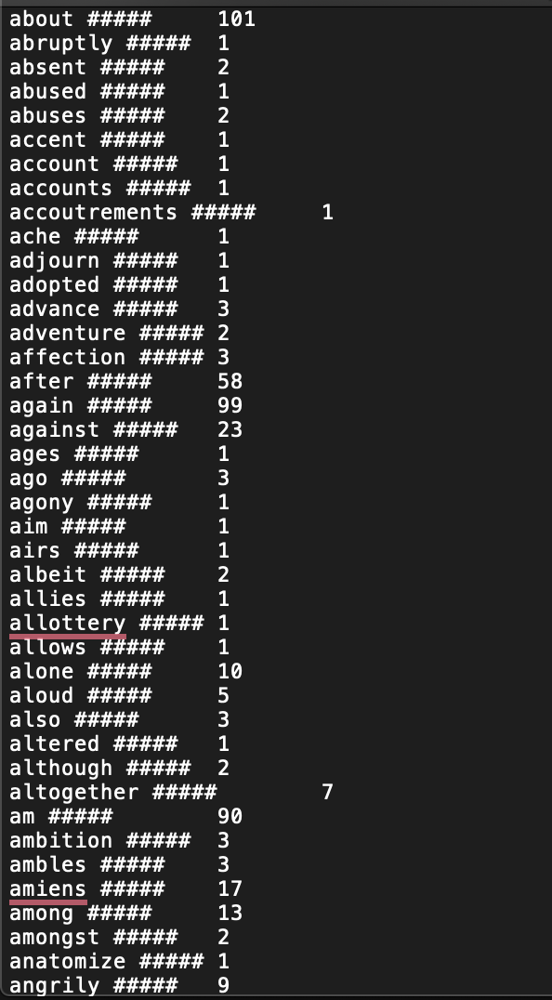 about ##### 101
abruptly ##### 1
absent ##### 2
abused ##### 1
abuses ##### 2
accent ##### 1
account ##### 1
accounts ##### 1
accoutrements ##### 1
ache ##### 1
adjourn ##### 1
adopted ##### 1
advance ##### 3
adventure ##### 2
affection ##### 3
after ##### 58
again ##### 99
against ##### 23
ages ##### 1
ago ##### 3
agony ##### 1
aim ##### 1
airs ##### 1
albeit ##### 2
allies ##### 1
allottery ##### 1
allows ##### 1
alone ##### 10
aloud ##### 5
also ##### 3
altered ##### 1
although ##### 2
altogether ##### 7
am ##### 90
ambition ##### 3
ambles ##### 3
amiens ##### 17
among ##### 13
amongst ##### 2
anatomize ##### 1
angrily ##### 9